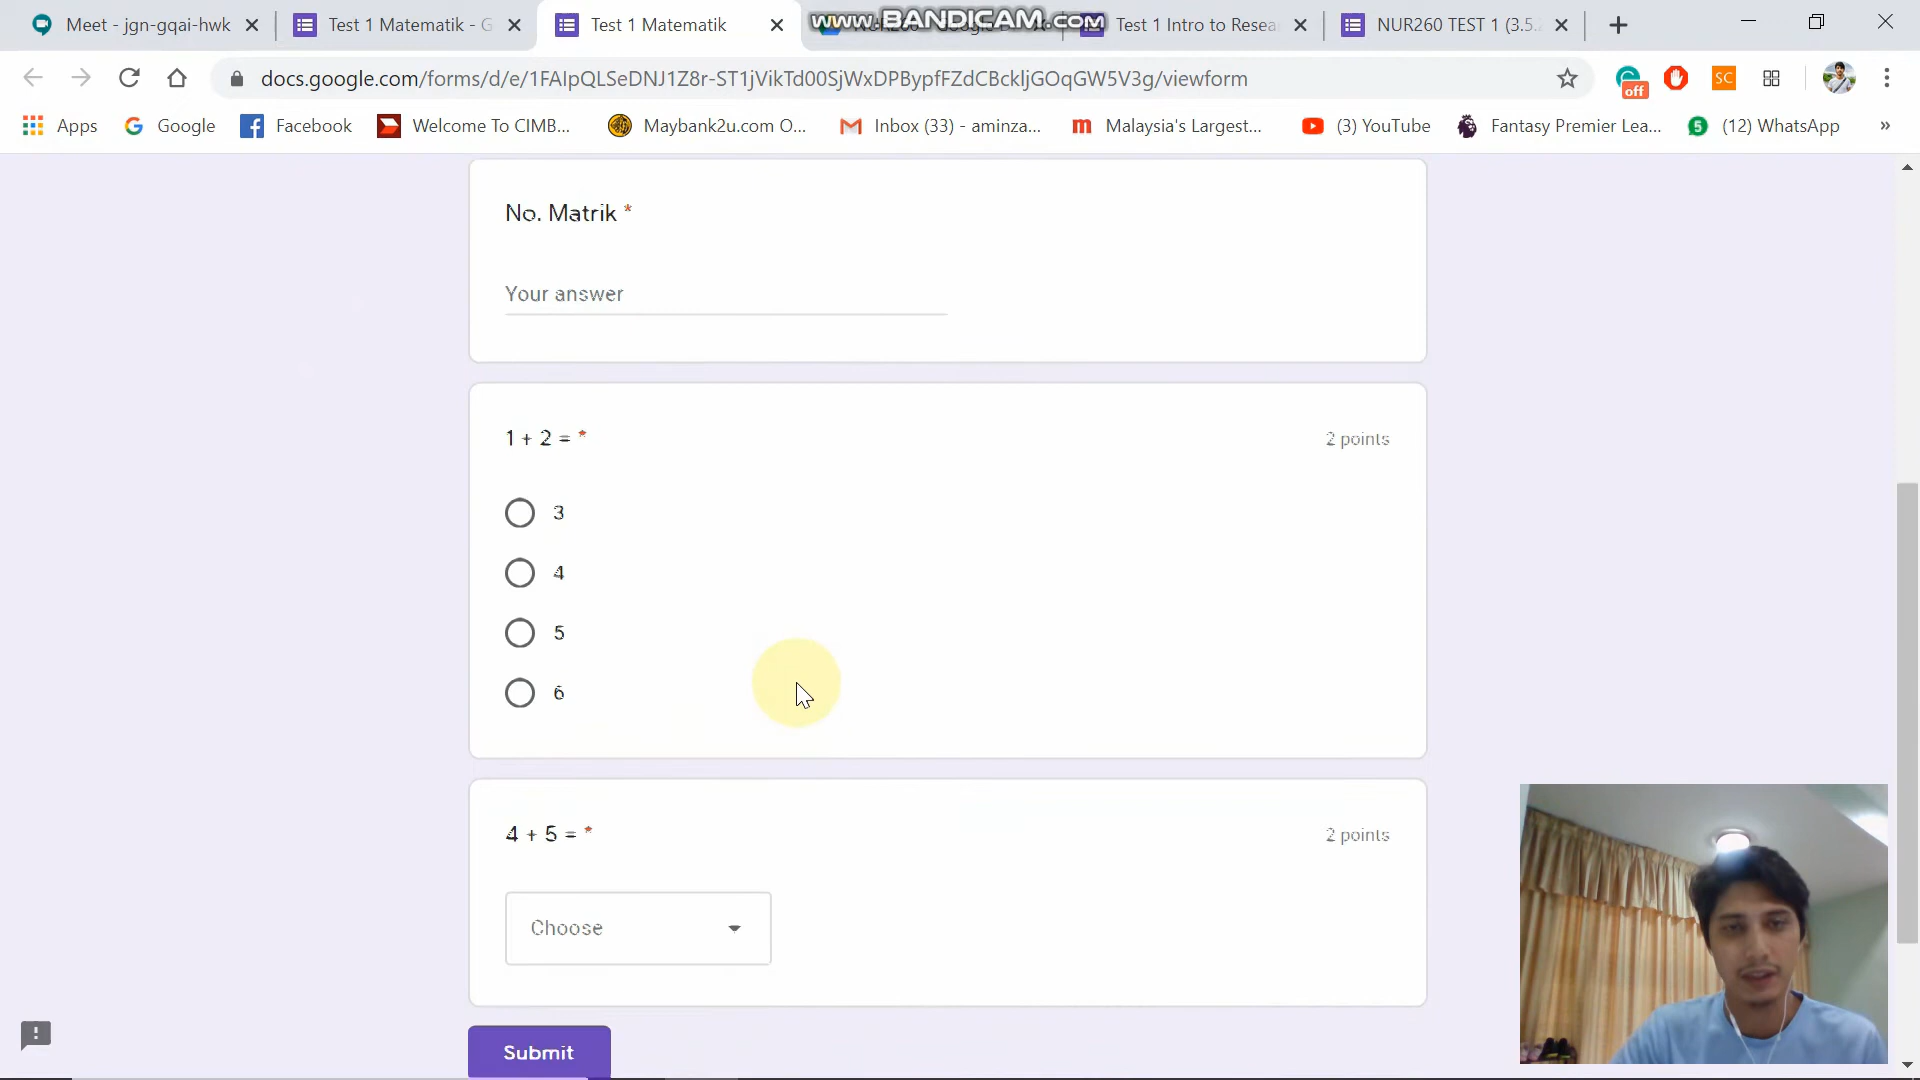 Meet - jgn-gqai-hwk
Test 1 Matematik - G
Test 1 Matematik
www.BANDICAM.com
Test 1 Intro to Resea
NUR260 TEST 1 (3.5.
docs.google.com/forms/d/e/1FAIpQLSeDNJ1Z8r-ST1jVikTd00SjWxDPBypfFZdCBckljGOqGW5V3g/viewform
off
SC
Apps
Google
Facebook
Welcome To CIMB...
Maybank2u.com O...
Inbox (33) - aminza...
Malaysia's Largest...
(3) YouTube
Fantasy Premier Lea...
5
(12) WhatsApp
»
No. Matrik *
Your answer
1 + 2 = *
2 points
3
4
5
6
4 + 5 = *
2 points
Choose
Submit